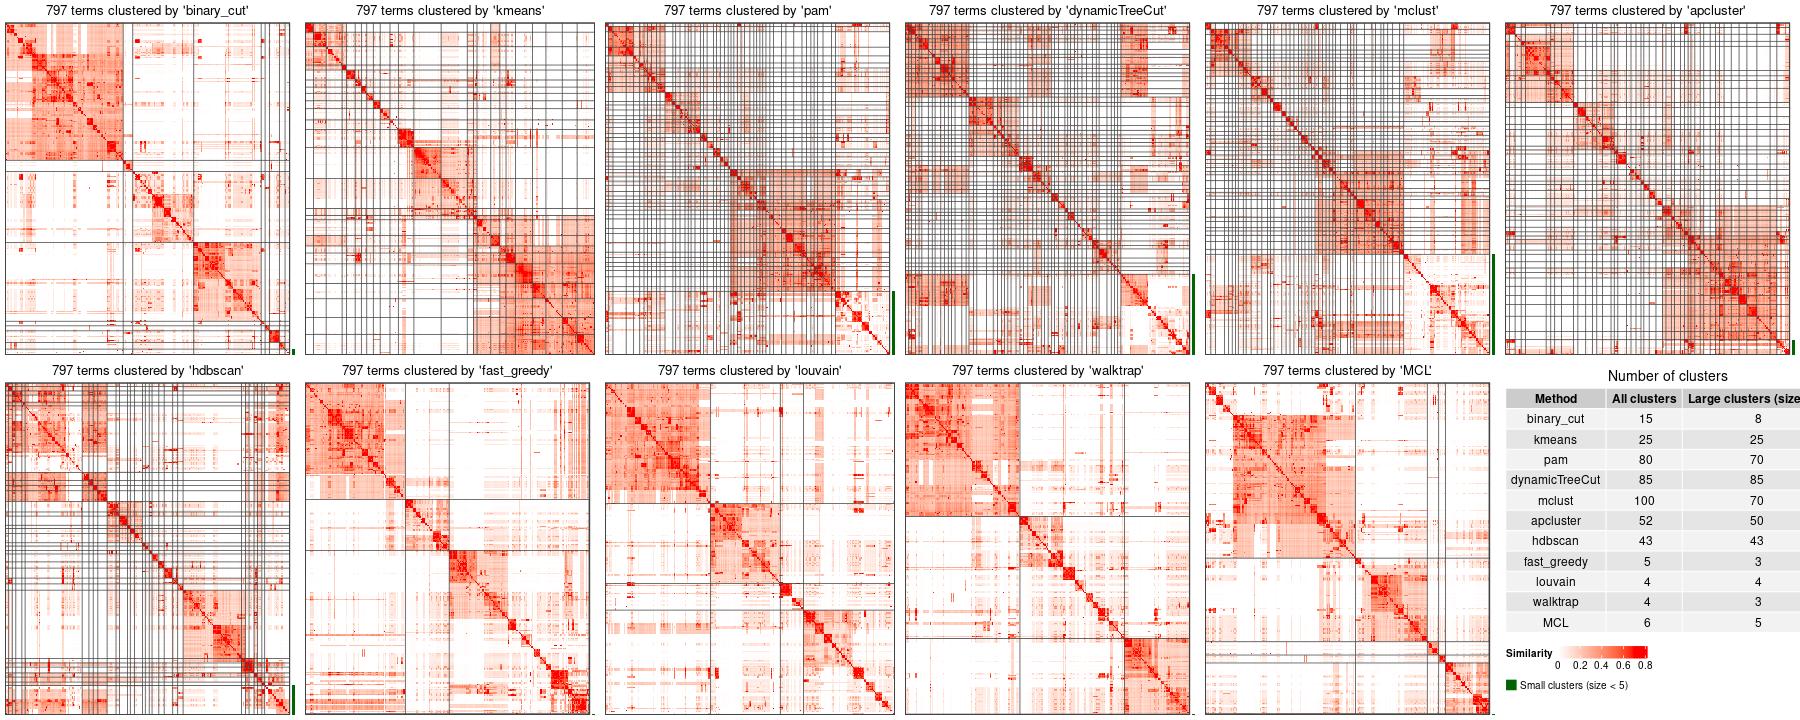 797 terms clustered by 'binary_cut'
797 terms clustered by 'kmeans'
797 terms clustered by 'pam'
797 terms clustered by 'dynamicTreeCut'
797 terms clustered by 'mclust'
797 terms clustered by 'apcluster'
797 terms clustered by 'hdbscan'
797 terms clustered by 'fast_greedy'
797 terms clustered by 'louvain'
797 terms clustered by 'walktrap'
797 terms clustered by 'MCL'
Number of clusters
Method All clusters Large clusters (size
binary_cut 15 8
kmeans 25 25
pam 80 70
dynamicTreeCut 85 85
mclust 100 70
apcluster 52 50
hdbscan 43 43
fast_greedy 5 3
louvain 4 4
walktrap 4 3
MCL 6 5
Similarity
0 0.2 0.4 0.6 0.8
Small clusters (size < 5)